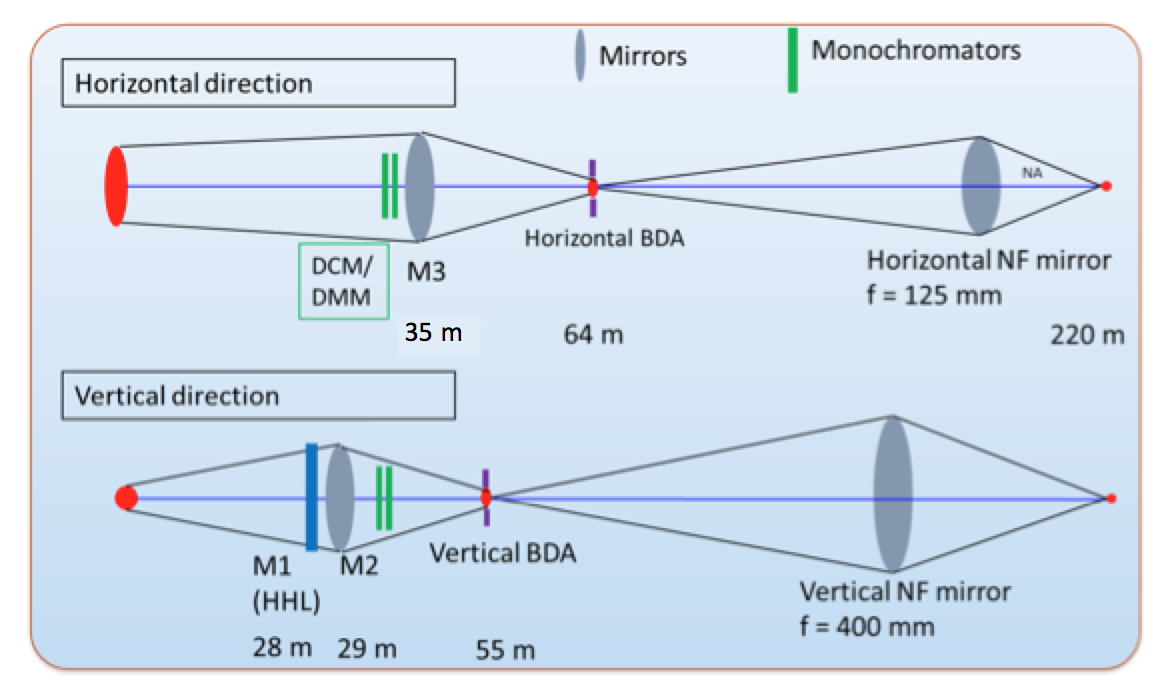 Mirrors
Monochromators
Horizontal direction
NA
Horizontal BDA
DCM/
DMM
M3
Horizontal NF mirror
f = 125 mm
35 m
64 m
220 m
Vertical direction
Vertical BDA
M1
(HHL)
M2
Vertical NF mirror
f = 400 mm
28 m
29 m
55 m